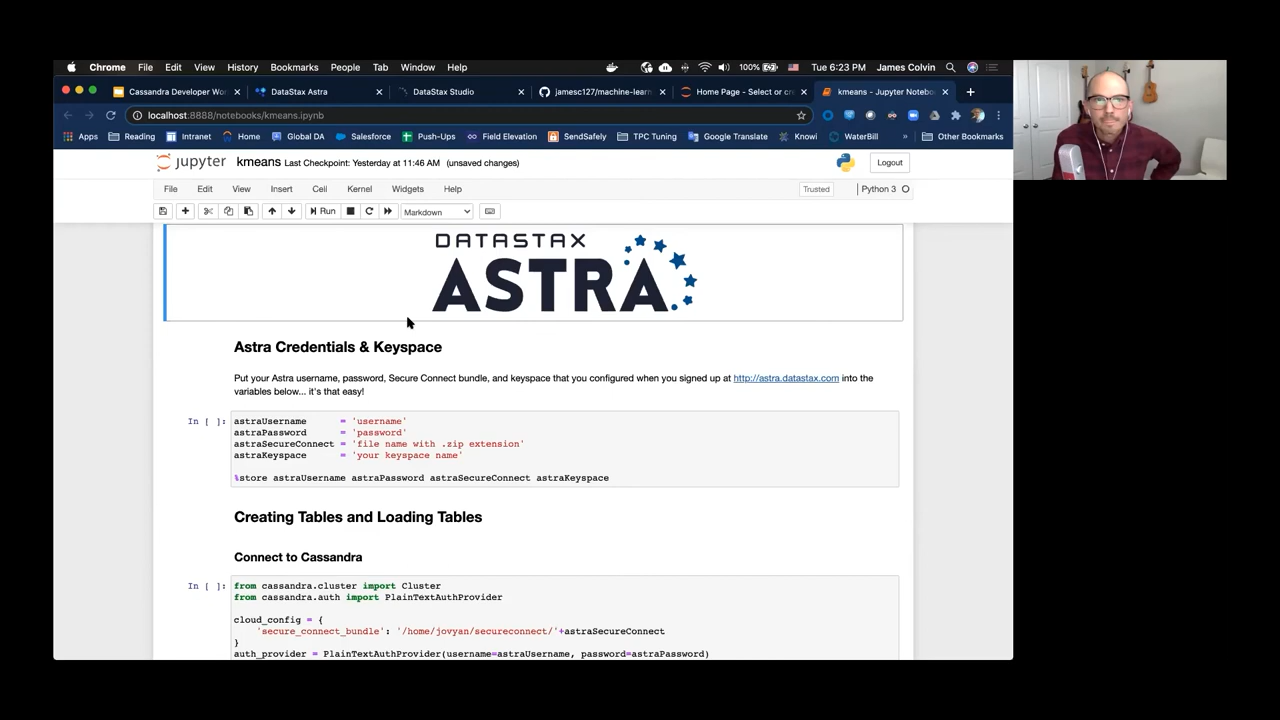 Chrome File Edit View History Bookmarks People Tab Window Help 100% Tue 6:23 PM James Colvin
Cassandra Developer Wor DataStax Astra DataStax Studio jamesc127/machine-learn Home Page - Select or cre kmeans - Jupyter Notebo
localhost:8888/notebooks/kmeans.ipynb
Apps Reading Intranet Home Global DA Salesforce Push-Ups Field Elevation SendSafely TPC Tuning Google Translate Knowi WaterBill » Other Bookmarks
jupyter kmeans Last Checkpoint: Yesterday at 11:46 AM (unsaved changes) Logout
File Edit View Insert Cell Kernel Widgets Help Trusted Python 3
Run Markdown
DATASTAX
ASTRA
Astra Credentials & Keyspace
Put your Astra username, password, Secure Connect bundle, and keyspace that you configured when you signed up at http://astra.datastax.com into the
variables below... it's that easy!
In [ ]: astraUsername = 'username'
astraPassword = 'password'
astraSecureConnect = 'file name with .zip extension'
astraKeyspace = 'your keyspace name'
%store astraUsername astraPassword astraSecureConnect astraKeyspace
Creating Tables and Loading Tables
Connect to Cassandra
In [ ]: from cassandra.cluster import Cluster
from cassandra.auth import PlainTextAuthProvider
cloud_config = {
'secure_connect_bundle': '/home/jovyan/secureconnect/'+astraSecureConnect
}
auth_provider = PlainTextAuthProvider(username=astraUsername, password=astraPassword)